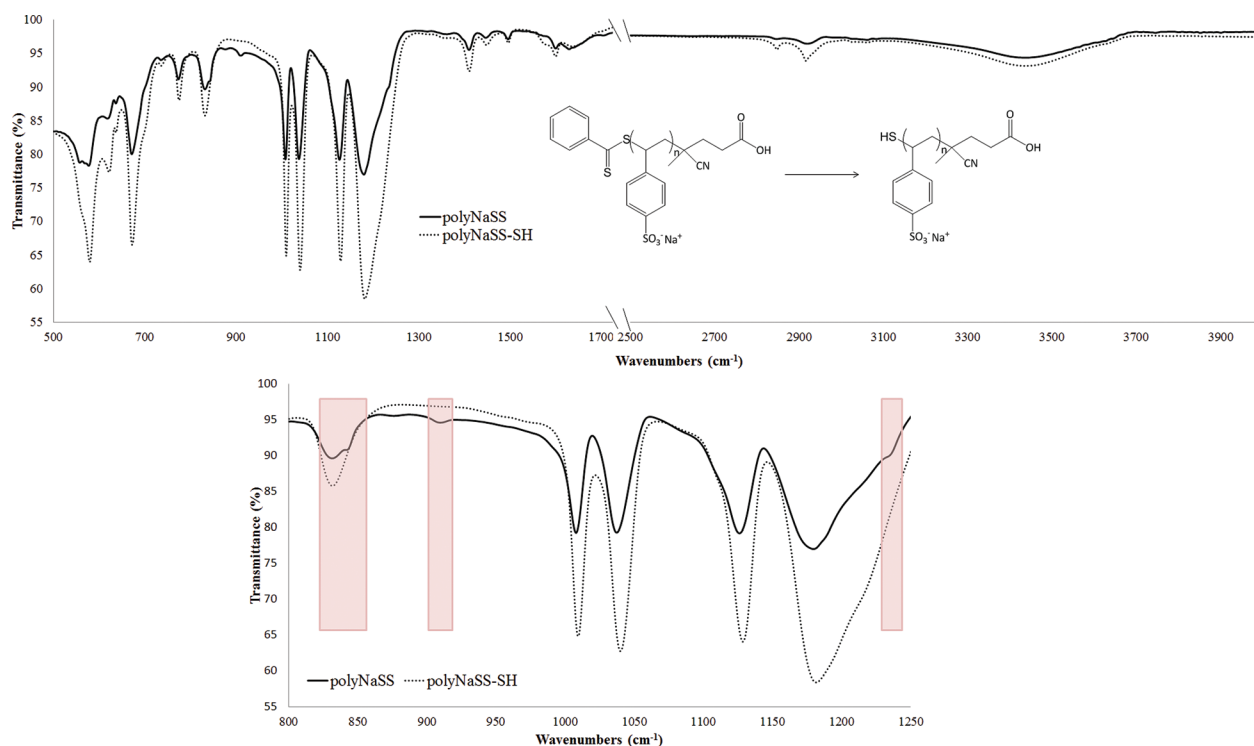 100
95
90
85
80
75
70
65
60
55
Transmittance (%)
500 700 900 1100 1300 1500 1700 2500 2700 2900 3100 3300 3500 3700 3900
Wavenumbers (cm⁻¹)
polyNaSS
polyNaSS-SH
S
S
n
CN
O
OH
SO₃⁻Na⁺
HS
n
CN
O
OH
SO₃⁻Na⁺
100
95
90
85
80
75
70
65
60
55
Transmittance (%)
polyNaSS polyNaSS-SH
800 850 900 950 1000 1050 1100 1150 1200 1250
Wavenumbers (cm⁻¹)